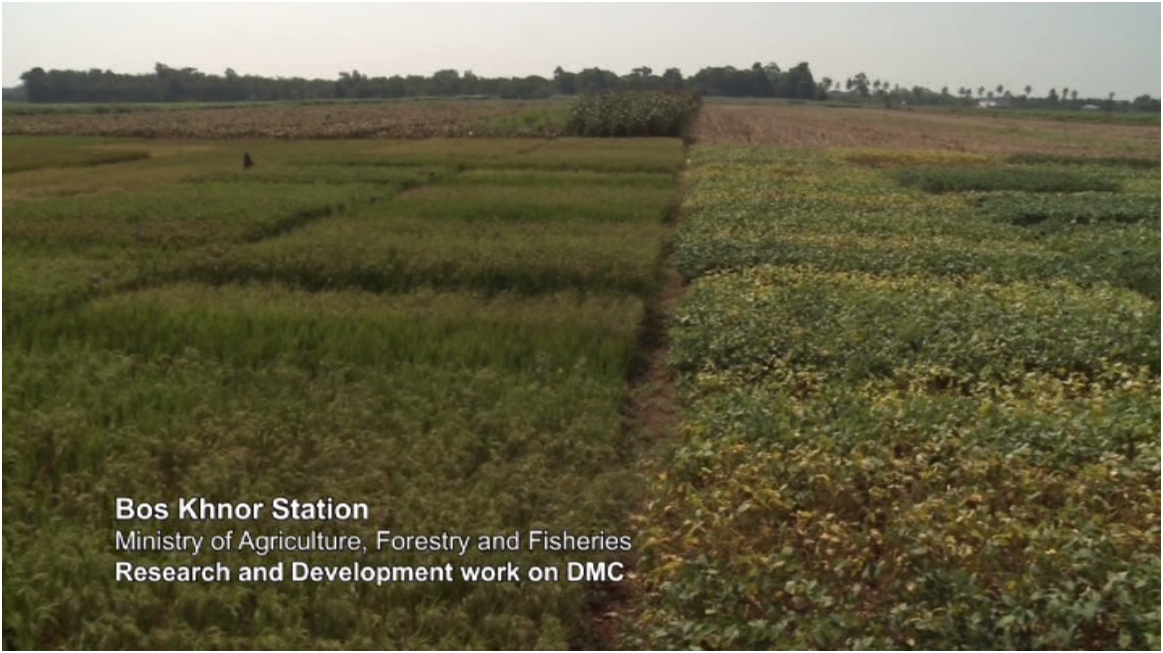 Bos Khnor Station
Ministry of Agriculture, Forestry and Fisheries
Research and Development work on DMC